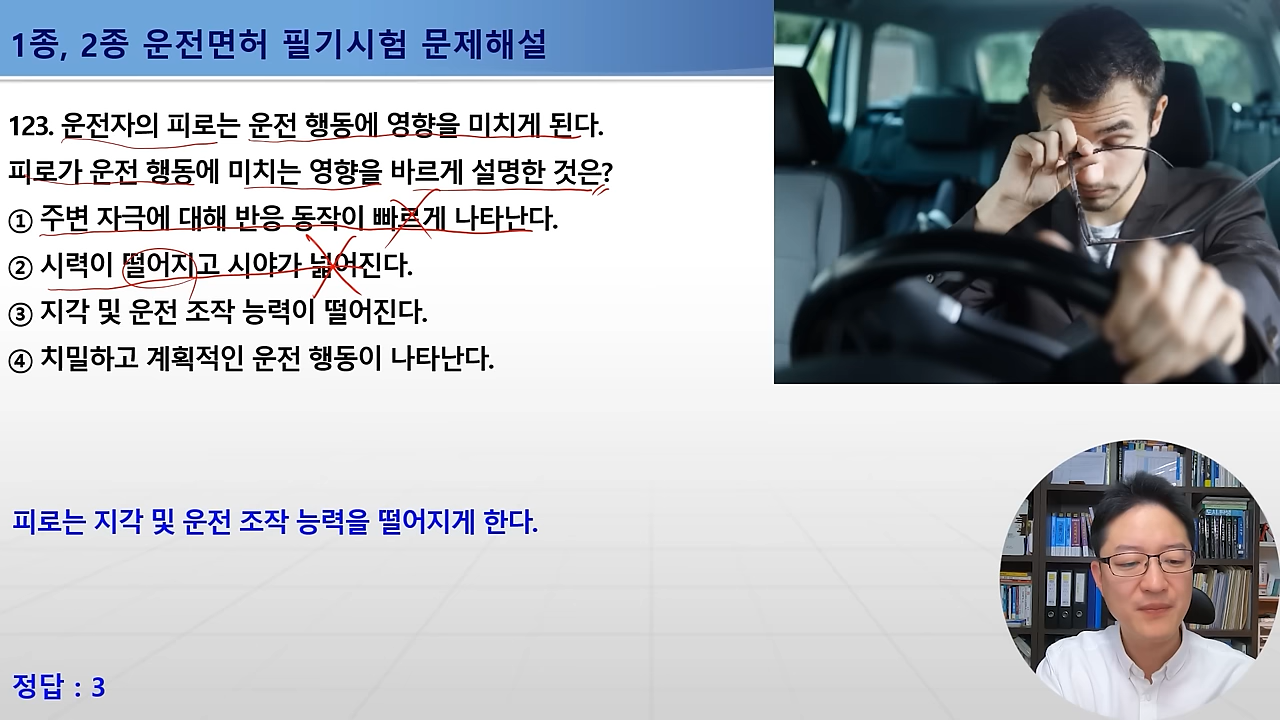 1종, 2종 운전면허 필기시험 문제해설
123. 운전자의 피로는 운전 행동에 영향을 미치게 된다.
피로가 운전 행동에 미치는 영향을 바르게 설명한 것은?
① 주변 자극에 대해 반응 동작이 빠르게 나타난다.
② 시력이 떨어지고 시야가 넓어진다.
③ 지각 및 운전 조작 능력이 떨어진다.
④ 치밀하고 계획적인 운전 행동이 나타난다.
피로는 지각 및 운전 조작 능력을 떨어지게 한다.
정답 : 3